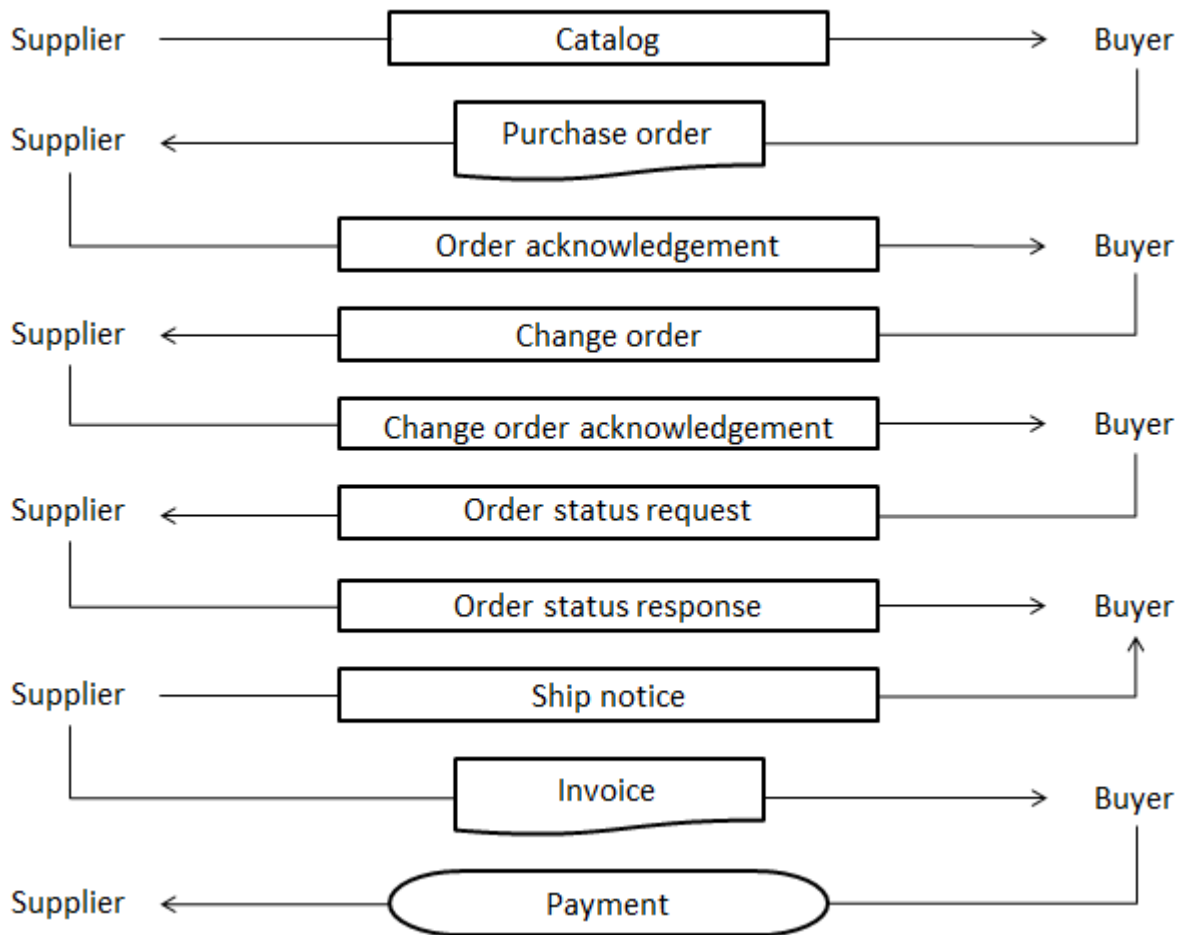 Supplier Catalog Buyer
Supplier Purchase order
Order acknowledgement Buyer
Supplier Change order
Change order acknowledgement Buyer
Supplier Order status request
Order status response Buyer
Supplier Ship notice
Invoice Buyer
Supplier Payment